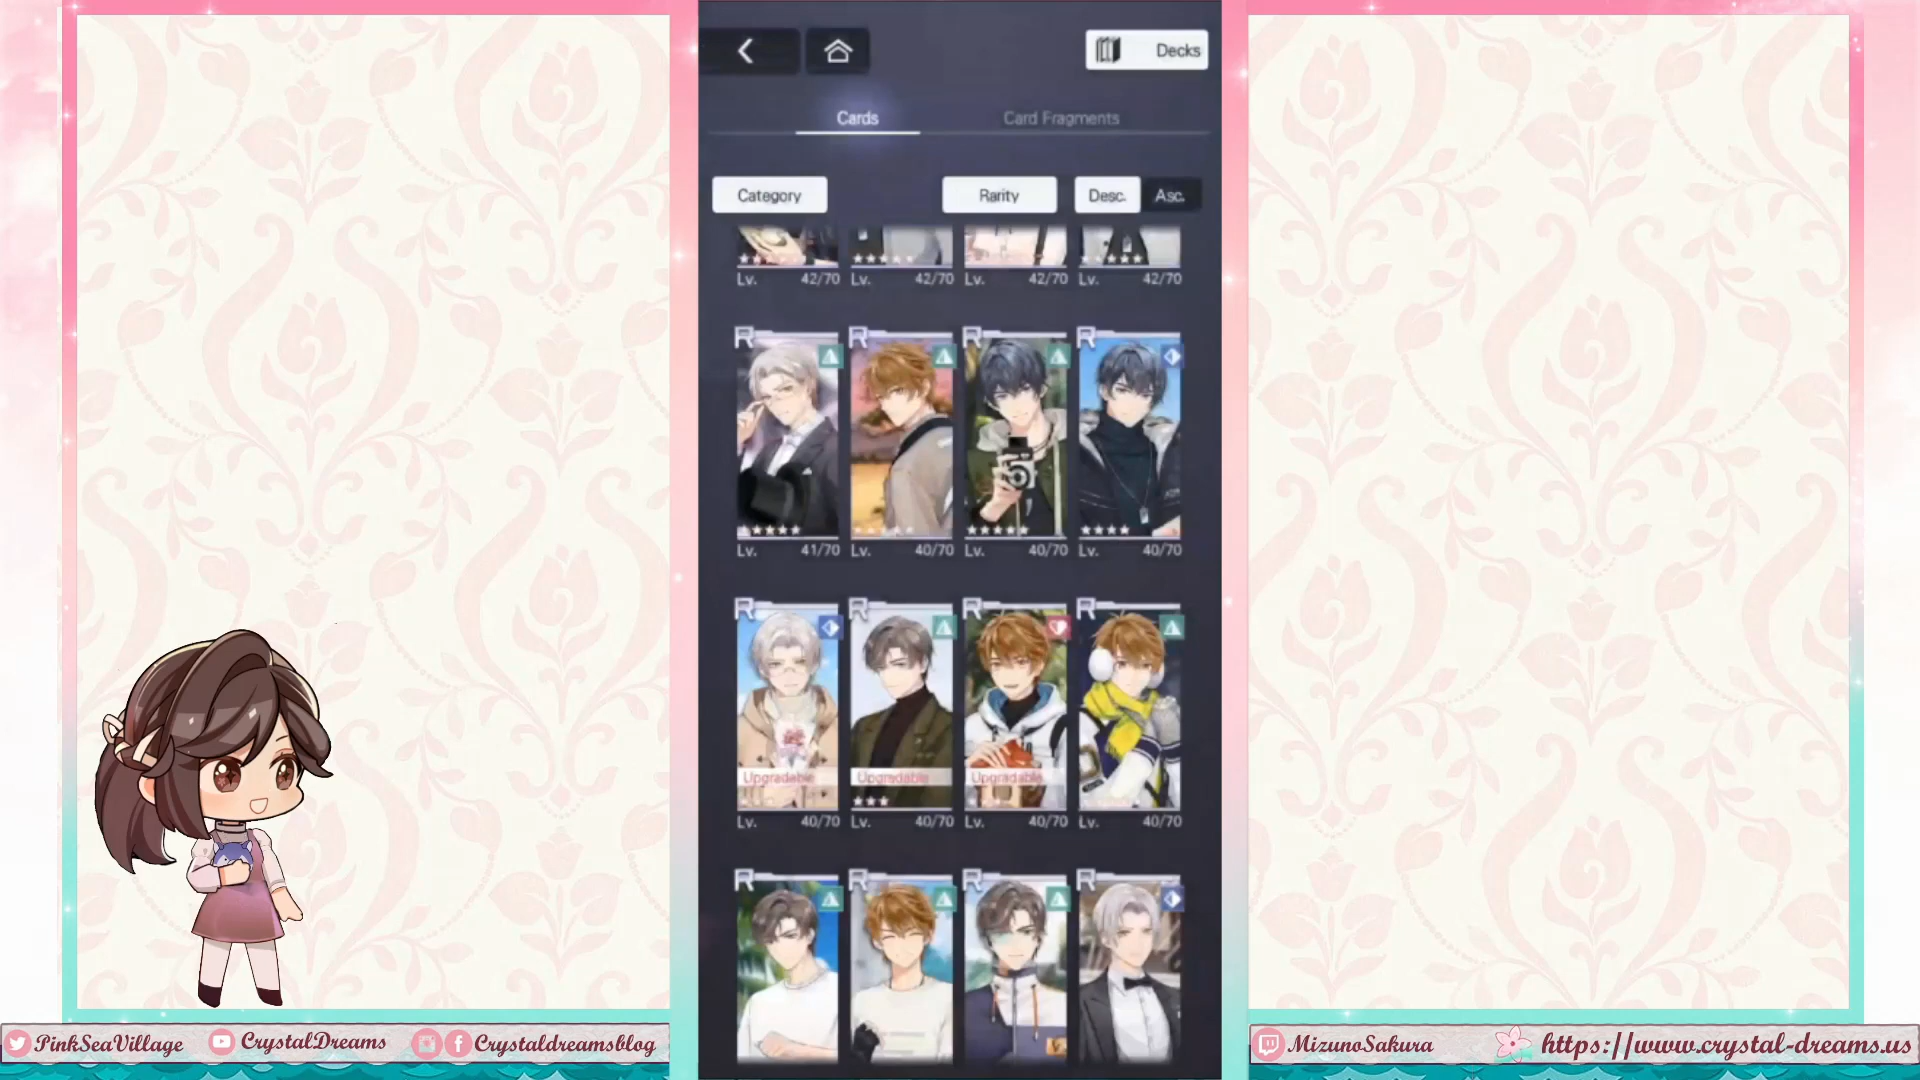 Decks
Cards Card Fragments
Category Rarity Desc. Asc.
Lv. 42/70 Lv. 42/70 Lv. 42/70 Lv. 42/70
R R R R
Lv. 41/70 Lv. 40/70 Lv. 40/70 Lv. 40/70
R R R R
Upgradable Upgradable Upgradable
Lv. 40/70 Lv. 40/70 Lv. 40/70 Lv. 40/70
R R R R
PinkSeaVillage CrystalDreams Crystaldreamsblog MizunoSakura https://www.crystal-dreams.us